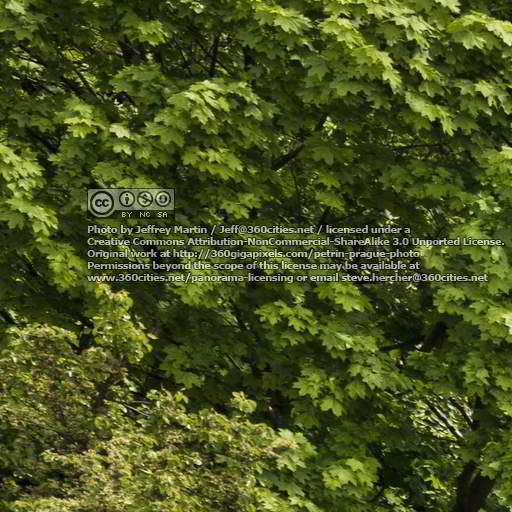 cc BY NC SA
Photo by Jeffrey Martin / Jeff@360cities.net / licensed under a
Creative Commons Attribution-NonCommercial-ShareAlike 3.0 Unported License.
Original work at http://360gigapixels.com/petrin-prague-photo
Permissions beyond the scope of this license may be available at
www.360cities.net/panorama-licensing or email steve.hercher@360cities.net